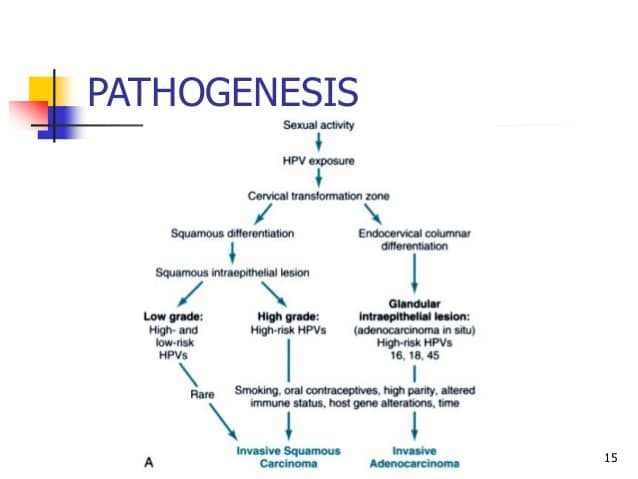 PATHOGENESIS
Sexual activity
HPV exposure
Cervical transformation zone
Squamous differentiation
Endocervical columnar
differentiation
Squamous intraepithelial lesion
Low grade:
High- and
low-risk
HPVs
High grade:
High-risk HPVs
Glandular
intraepithelial lesion:
(adenocarcinoma in situ)
High-risk HPVs
16, 18, 45
Rare
Smoking, oral contraceptives, high parity, altered
immune status, host gene alterations, time
Invasive Squamous
Carcinoma
Invasive
Adenocarcinoma
A
15